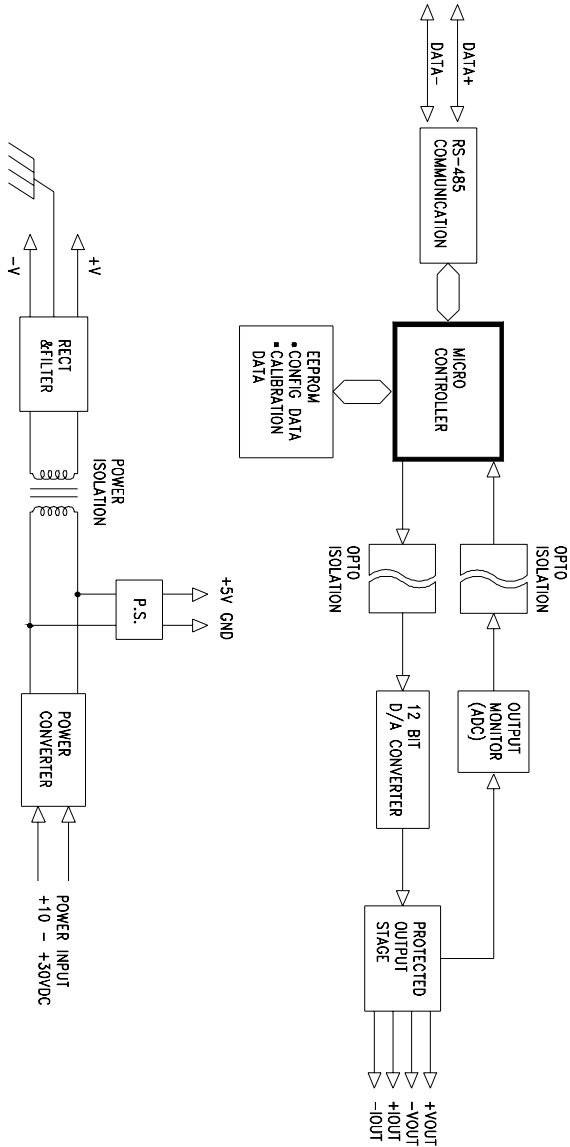 DATA+
DATA-
RS-485
COMMUNICATION
MICRO
CONTROLLER
EEPROM
• CONFIG DATA
• CALIBRATION
DATA
OPTO
ISOLATION
OPTO
ISOLATION
OUTPUT
MONITOR
(ADC)
12 BIT
D/A CONVERTER
PROTECTED
OUTPUT
STAGE
+VOUT
-VOUT
+IOUT
-IOUT
+V
-V
RECT
&FILTER
POWER
ISOLATION
+5V GND
P.S.
POWER
CONVERTER
POWER INPUT
+10 - +30VDC